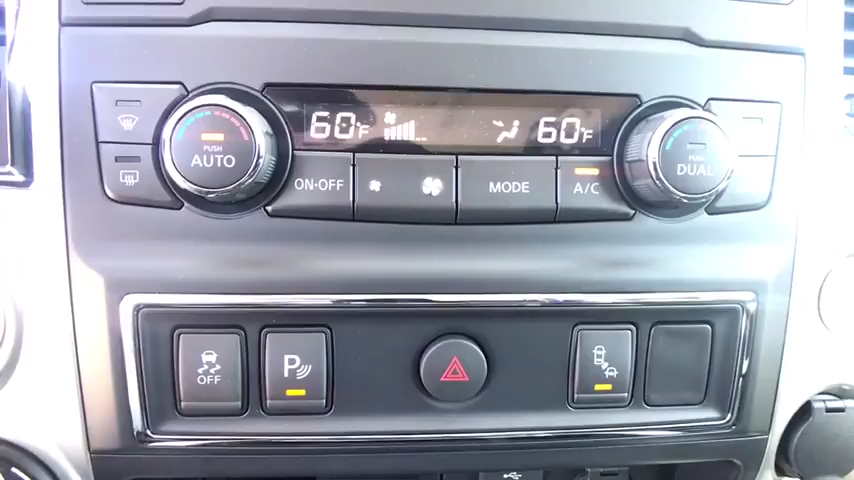 60°F 60°F
PUSH
AUTO
ON·OFF
MODE
A/C
PUSH
DUAL
OFF
P